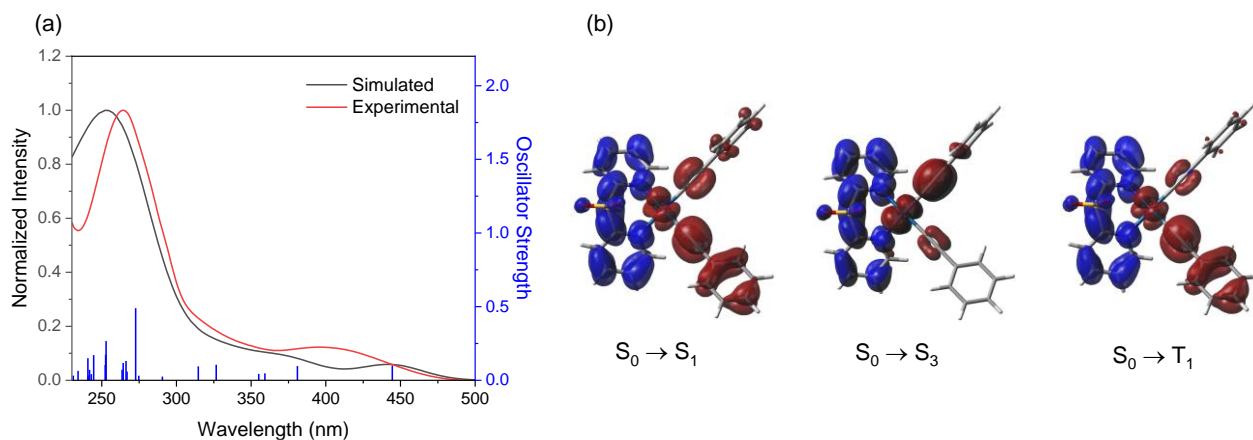 (a)
(b)
Normalized Intensity
1.2
1.0
0.8
0.6
0.4
0.2
0.0
Simulated
Experimental
2.0
1.5
1.0
0.5
0.0
Oscillator Strength
250 300 350 400 450 500
Wavelength (nm)
S₀ → S₁
S₀ → S₃
S₀ → T₁